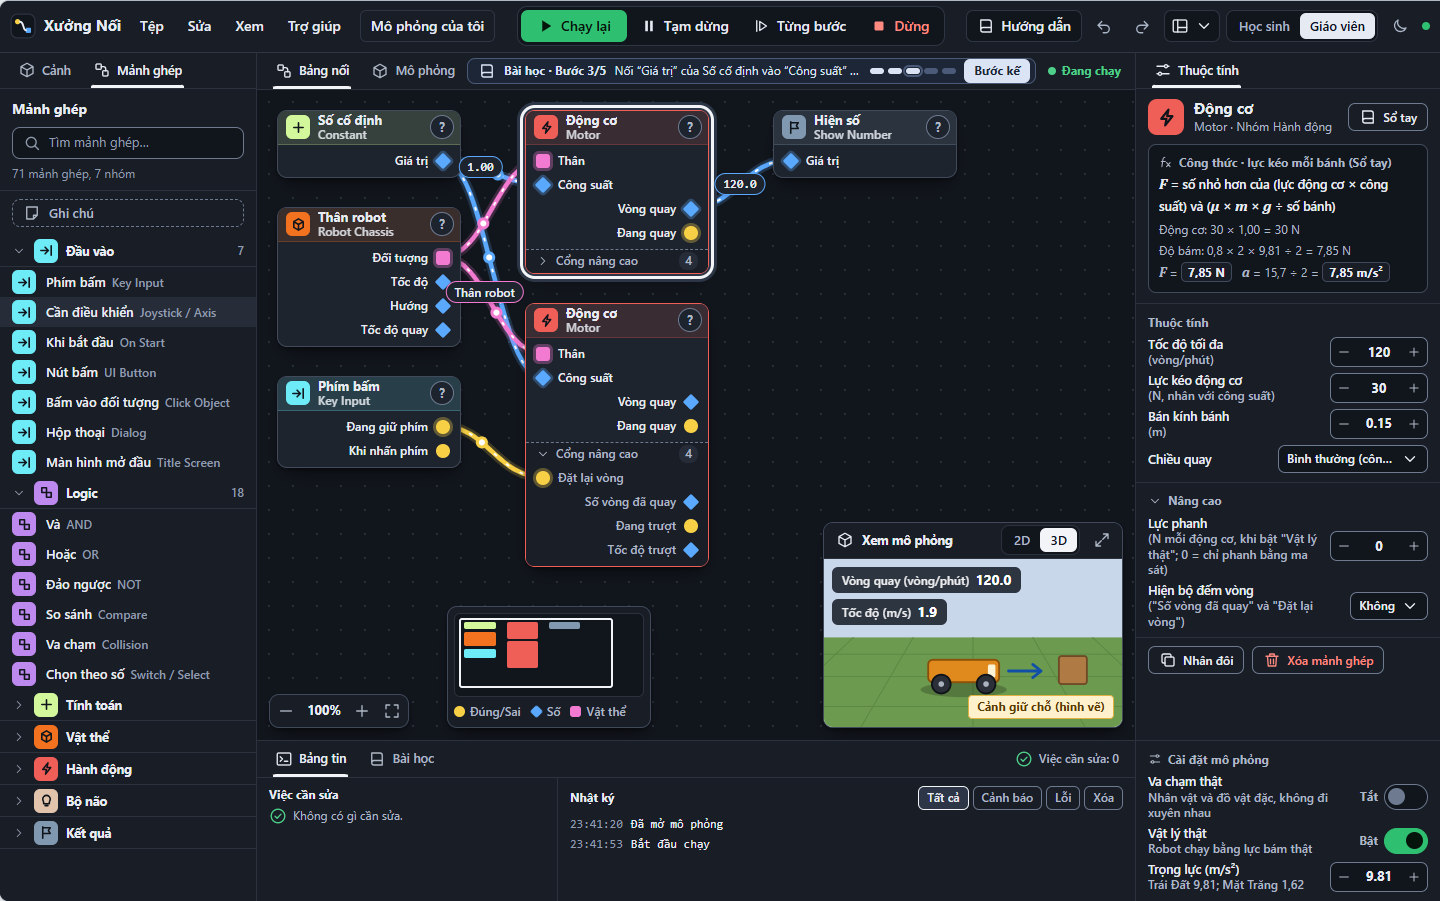 Xưởng Nối
Tệp
Sửa
Xem
Trợ giúp
Mô phỏng của tôi
Chạy lại
Tạm dừng
Từng bước
Dừng
Hướng dẫn
Học sinh
Giáo viên
Cảnh
Mảnh ghép
Mảnh ghép
Tìm mảnh ghép...
71 mảnh ghép, 7 nhóm
Ghi chú
Đầu vào 7
Phím bấm Key Input
Cần điều khiển Joystick / Axis
Khi bắt đầu On Start
Nút bấm UI Button
Bấm vào đối tượng Click Object
Hộp thoại Dialog
Màn hình mở đầu Title Screen
Logic 18
Và AND
Hoặc OR
Đảo ngược NOT
So sánh Compare
Va chạm Collision
Chọn theo số Switch / Select
Tính toán
Vật thể
Hành động
Bộ não
Kết quả
Bảng nối
Mô phỏng
Bài học · Bước 3/5 Nối “Giá trị” của Số cố định vào “Công suất” ...
Bước kế
Đang chạy
Số cố định
Constant
?
Giá trị
1.00
Thân robot
Robot Chassis
?
Đối tượng
Tốc độ
Hướng
Tốc độ quay
Thân robot
Phím bấm
Key Input
?
Đang giữ phím
Khi nhấn phím
Động cơ
Motor
?
Thân
Công suất
Vòng quay
Đang quay
Cổng nâng cao 4
120.0
Hiện số
Show Number
?
Giá trị
Động cơ
Motor
?
Thân
Công suất
Vòng quay
Đang quay
Cổng nâng cao 4
Đặt lại vòng
Số vòng đã quay
Đang trượt
Tốc độ trượt
100%
Đúng/Sai Số Vật thể
Xem mô phỏng
2D 3D
Vòng quay (vòng/phút) 120.0
Tốc độ (m/s) 1.9
Cảnh giữ chỗ (hình vẽ)
Bảng tin
Bài học
Việc cần sửa: 0
Việc cần sửa
Không có gì cần sửa.
Nhật ký
Tất cả
Cảnh báo
Lỗi
Xóa
23:41:20 Đã mở mô phỏng
23:41:53 Bắt đầu chạy
Thuộc tính
Động cơ
Motor · Nhóm Hành động
Sổ tay
fx Công thức · lực kéo mỗi bánh (Sổ tay)
F = số nhỏ hơn của (lực động cơ × công
suất) và (μ × m × g ÷ số bánh)
Động cơ: 30 × 1,00 = 30 N
Độ bám: 0,8 × 2 × 9,81 ÷ 2 = 7,85 N
F = 7,85 N a = 15,7 ÷ 2 = 7,85 m/s²
Thuộc tính
Tốc độ tối đa
(vòng/phút)
− 120 +
Lực kéo động cơ
(N, nhân với công suất)
− 30 +
Bán kính bánh
(m)
− 0.15 +
Chiều quay
Bình thường (côn...
Nâng cao
Lực phanh
(N mỗi động cơ, khi bật "Vật lý
thật"; 0 = chỉ phanh bằng ma
sát)
− 0 +
Hiện bộ đếm vòng
("Số vòng đã quay" và "Đặt lại
vòng")
Không
Nhân đôi
Xóa mảnh ghép
Cài đặt mô phỏng
Va chạm thật
Nhân vật và đồ vật đặc, không đi
xuyên nhau
Tắt
Vật lý thật
Robot chạy bằng lực bám thật
Bật
Trọng lực (m/s²)
Trái Đất 9,81; Mặt Trăng 1,62
− 9.81 +